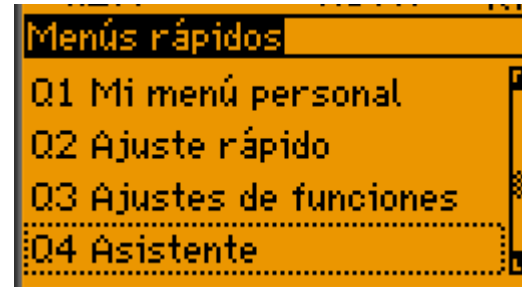 Menús rápidos
Q1 Mi menú personal
Q2 Ajuste rápido
Q3 Ajustes de funciones
Q4 Asistente